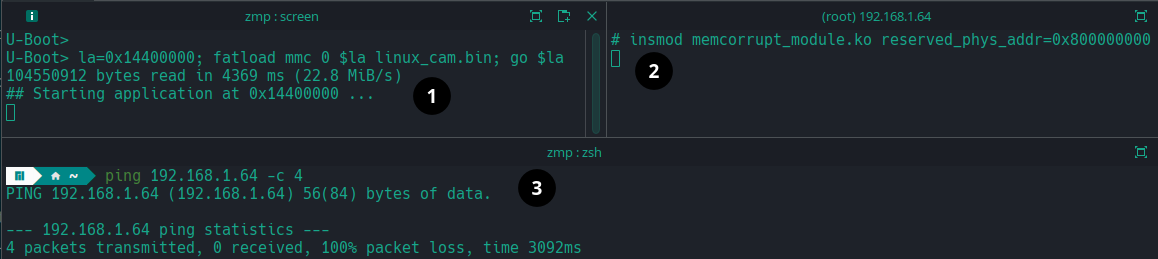 zmp : screen
U-Boot>
U-Boot> la=0x14400000; fatload mmc 0 $la linux_cam.bin; go $la
104550912 bytes read in 4369 ms (22.8 MiB/s)
## Starting application at 0x14400000 ...
1
(root) 192.168.1.64
# insmod memcorrupt_module.ko reserved_phys_addr=0x800000000
2
zmp : zsh
~ ping 192.168.1.64 -c 4
PING 192.168.1.64 (192.168.1.64) 56(84) bytes of data.
3
--- 192.168.1.64 ping statistics ---
4 packets transmitted, 0 received, 100% packet loss, time 3092ms